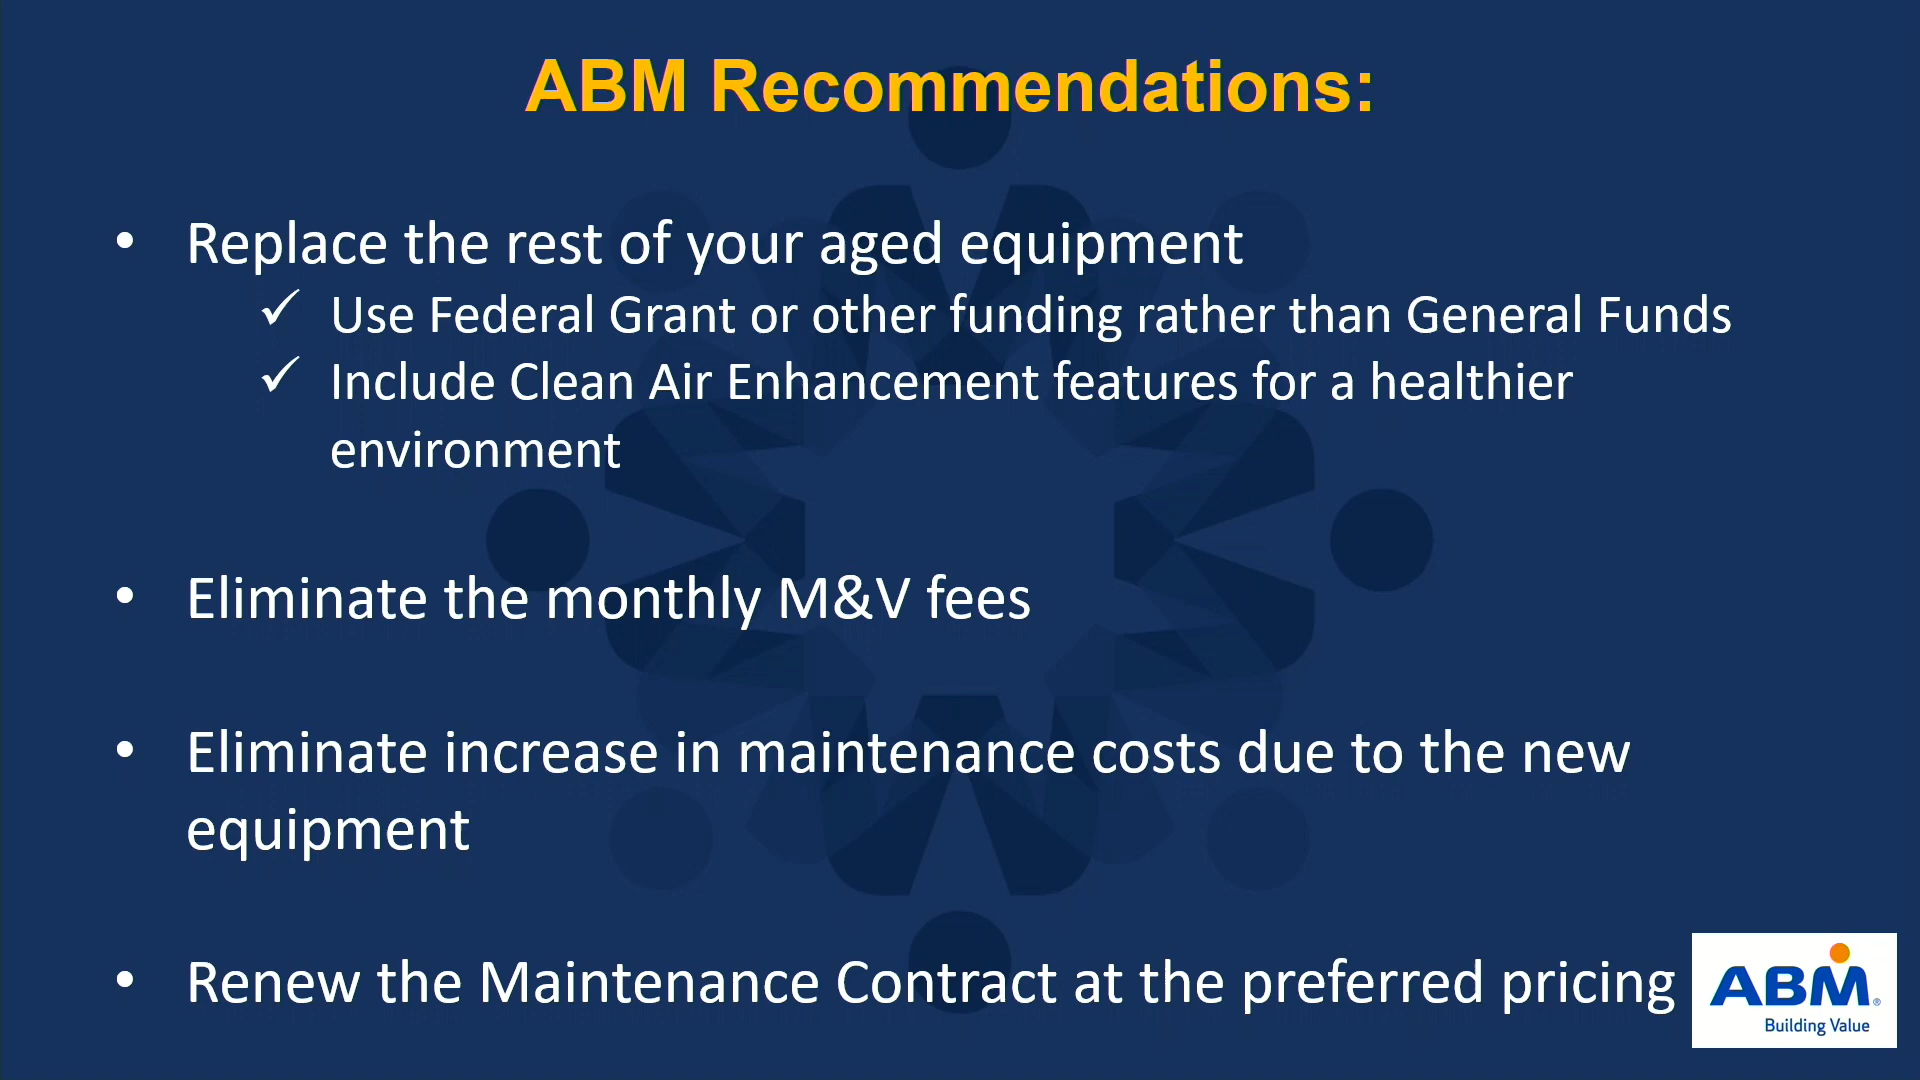 ABM Recommendations:
• Replace the rest of your aged equipment
✓ Use Federal Grant or other funding rather than General Funds
✓ Include Clean Air Enhancement features for a healthier
environment
• Eliminate the monthly M&V fees
• Eliminate increase in maintenance costs due to the new
equipment
• Renew the Maintenance Contract at the preferred pricing
ABM®
Building Value